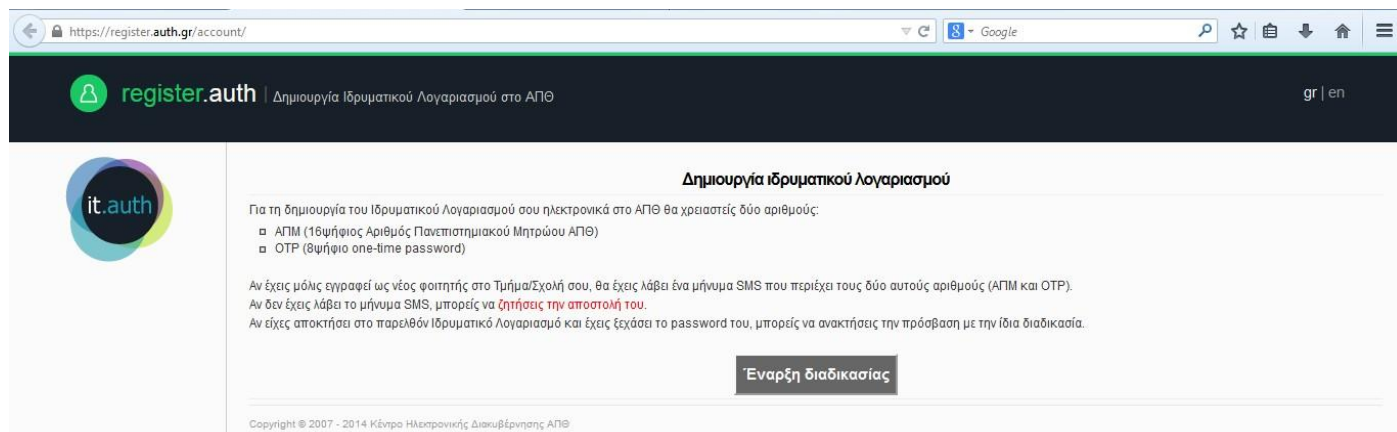 https://register.auth.gr/account/
Google
register.auth | Δημιουργία Ιδρυματικού Λογαριασμού στο ΑΠΘ
gr | en
it.auth
Δημιουργία ιδρυματικού λογαριασμού
Για τη δημιουργία του Ιδρυματικού Λογαριασμού σου ηλεκτρονικά στο ΑΠΘ θα χρειαστείς δύο αριθμούς:
ΑΠΜ (16ψήφιος Αριθμός Πανεπιστημιακού Μητρώου ΑΠΘ)
OTP (8ψήφιο one-time password)
Αν έχεις μόλις εγγραφεί ως νέος φοιτητής στο Τμήμα/Σχολή σου, θα έχεις λάβει ένα μήνυμα SMS που περιέχει τους δύο αυτούς αριθμούς (ΑΠΜ και OTP).
Αν δεν έχεις λάβει το μήνυμα SMS, μπορείς να ζητήσεις την αποστολή του.
Αν είχες αποκτήσει στο παρελθόν Ιδρυματικό Λογαριασμό και έχεις ξεχάσει το password του, μπορείς να ανακτήσεις την πρόσβαση με την ίδια διαδικασία.
Έναρξη διαδικασίας
Copyright © 2007 - 2014 Κέντρο Ηλεκτρονικής Διακυβέρνησης ΑΠΘ